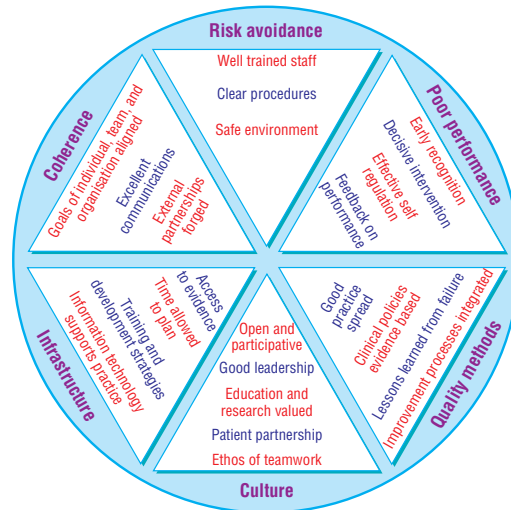 Risk avoidance
Well trained staff
Clear procedures
Safe environment
Poor performance
Early recognition
Decisive intervention
Effective self
regulation
Feedback on
performance
Quality methods
Good
practice
spread
Clinical policies
evidence based
Lessons learned from failure
Improvement processes integrated
Culture
Open and
participative
Good leadership
Education and
research valued
Patient partnership
Ethos of teamwork
Infrastructure
Access
to evidence
Time allowed
to plan
Training and
development strategies
Information technology
supports practice
Coherence
Goals of individual, team, and
organisation aligned
Excellent
communications
External
partnerships
forged